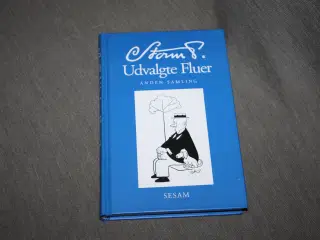 Storm P.
Udvalgte Fluer
ANDEN SAMLING
SESAM